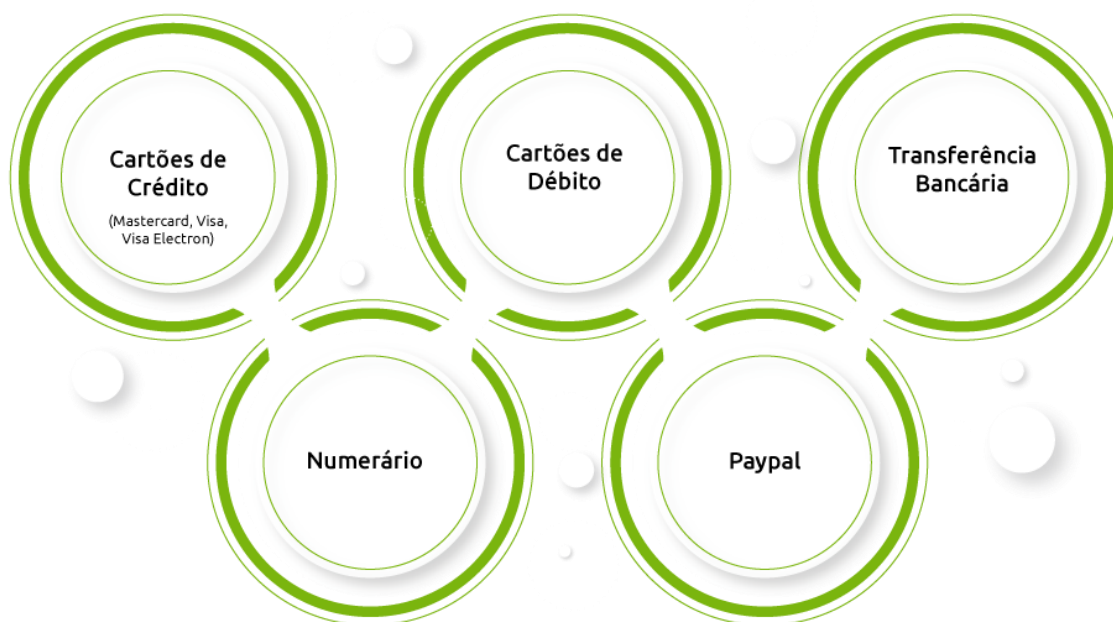 Cartões de
Crédito
(Mastercard, Visa,
Visa Electron)
Cartões de
Débito
Transferência
Bancária
Numerário
Paypal